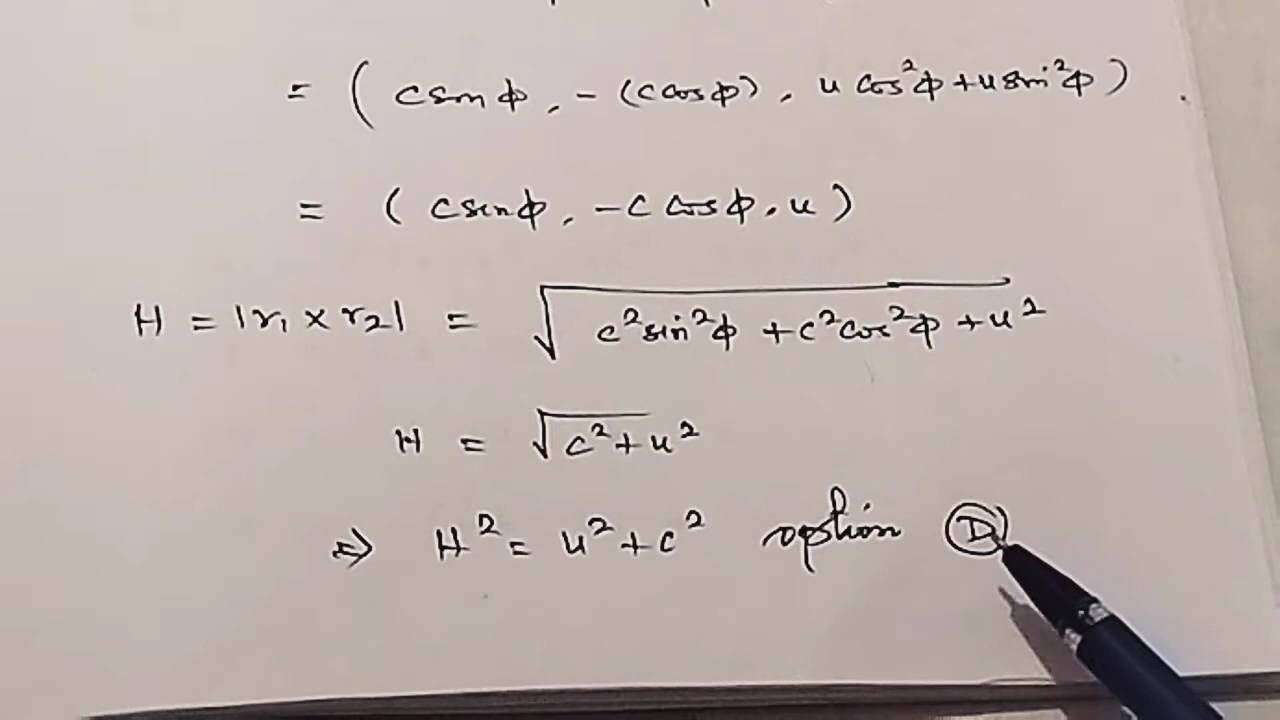 = ( c sin φ , - (c cos φ) , u cos²φ + u sin²φ )
= ( c sin φ , - c cos φ , u )
H = |r₁ × r₂| = √ c² sin²φ + c² cos²φ + u²
H = √ c² + u²
⇒ H² = u² + c² option D